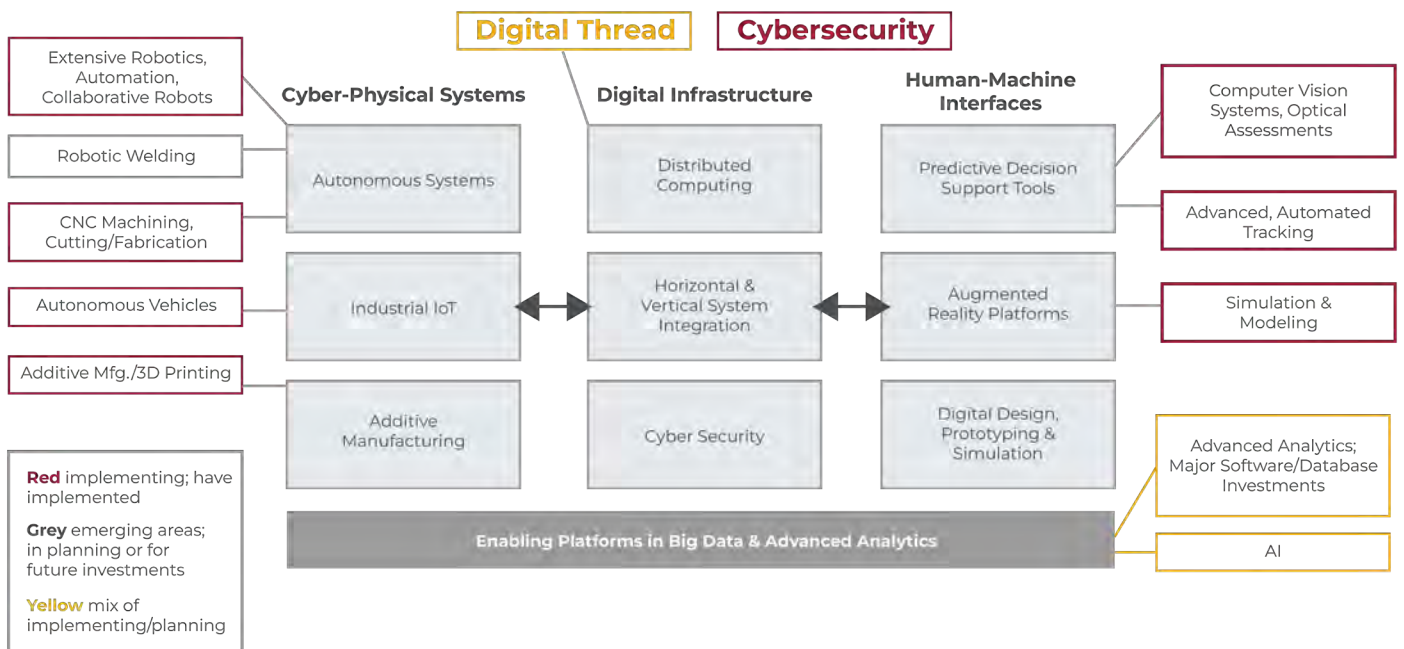 Digital Thread
Cybersecurity
Extensive Robotics,
Automation,
Collaborative Robots
Robotic Welding
CNC Machining,
Cutting/Fabrication
Autonomous Vehicles
Additive Mfg./3D Printing
Cyber-Physical Systems
Autonomous Systems
Industrial IoT
Additive
Manufacturing
Digital Infrastructure
Distributed
Computing
Horizontal &
Vertical System
Integration
Cyber Security
Human-Machine
Interfaces
Predictive Decision
Support Tools
Augmented
Reality Platforms
Digital Design,
Prototyping &
Simulation
Computer Vision
Systems, Optical
Assessments
Advanced, Automated
Tracking
Simulation &
Modeling
Advanced Analytics;
Major Software/Database
Investments
AI
Enabling Platforms in Big Data & Advanced Analytics
Red implementing; have
implemented
Grey emerging areas;
in planning or for
future investments
Yellow mix of
implementing/planning